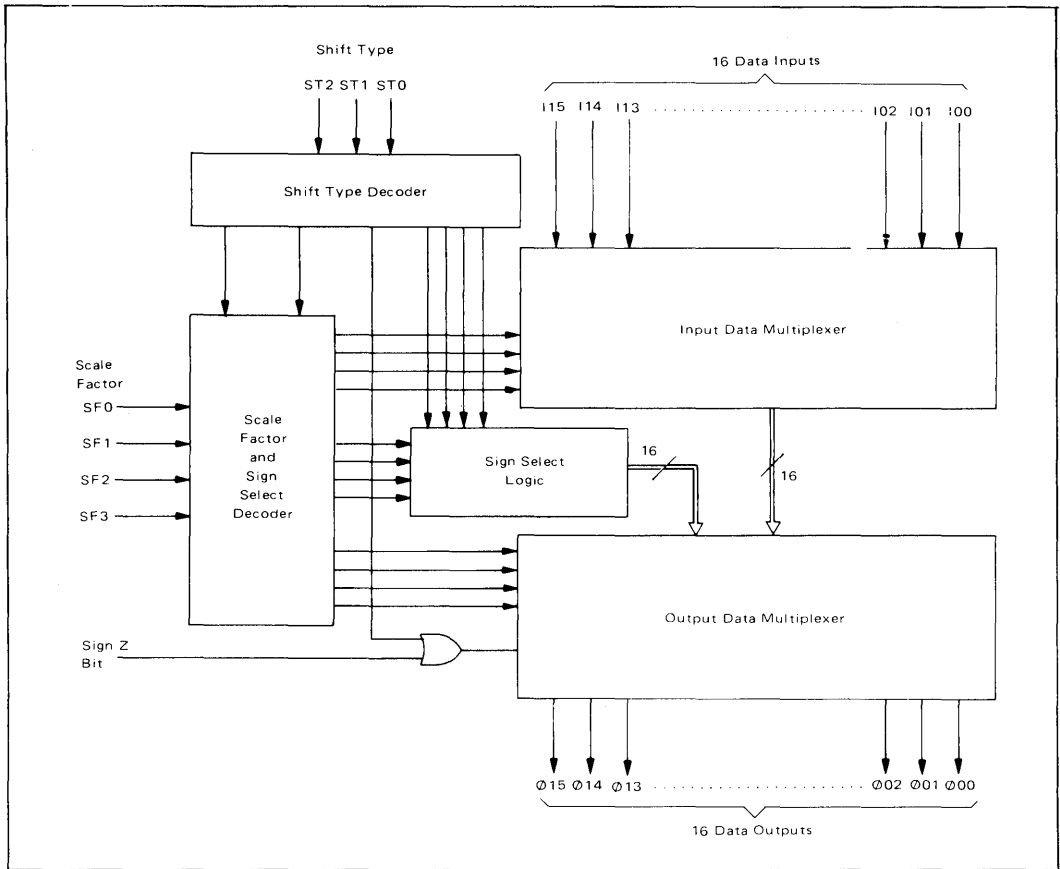 Shift Type
ST2 ST1 ST0
16 Data Inputs
I15 I14 I13 ........................ I02 I01 I00
Shift Type Decoder
Input Data Multiplexer
Scale
Factor
SF0
SF1
SF2
SF3
Scale
Factor
and
Sign
Select
Decoder
Sign Select
Logic
16
16
Output Data Multiplexer
Sign Z
Bit
Ø15 Ø14 Ø13 ........................ Ø02 Ø01 Ø00
16 Data Outputs